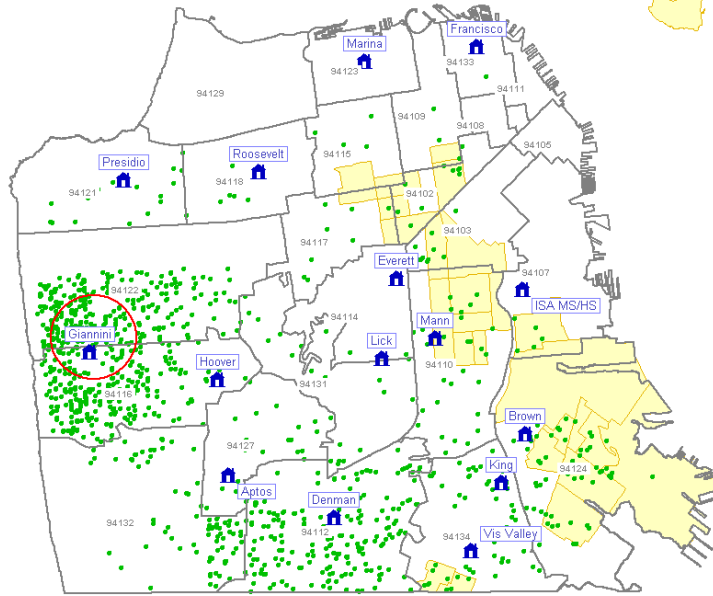 Francisco
Marina
94123
94133
94111
94129
94109
94108
94105
Presidio
Roosevelt
94115
94121
94118
94102
94103
94117
Everett
94107
94122
ISA MS/HS
94114
Giannini
Mann
Lick
Hoover
94110
94131
94116
Brown
94127
King
94124
Aptos
Denman
94132
94112
Vis Valley
94134